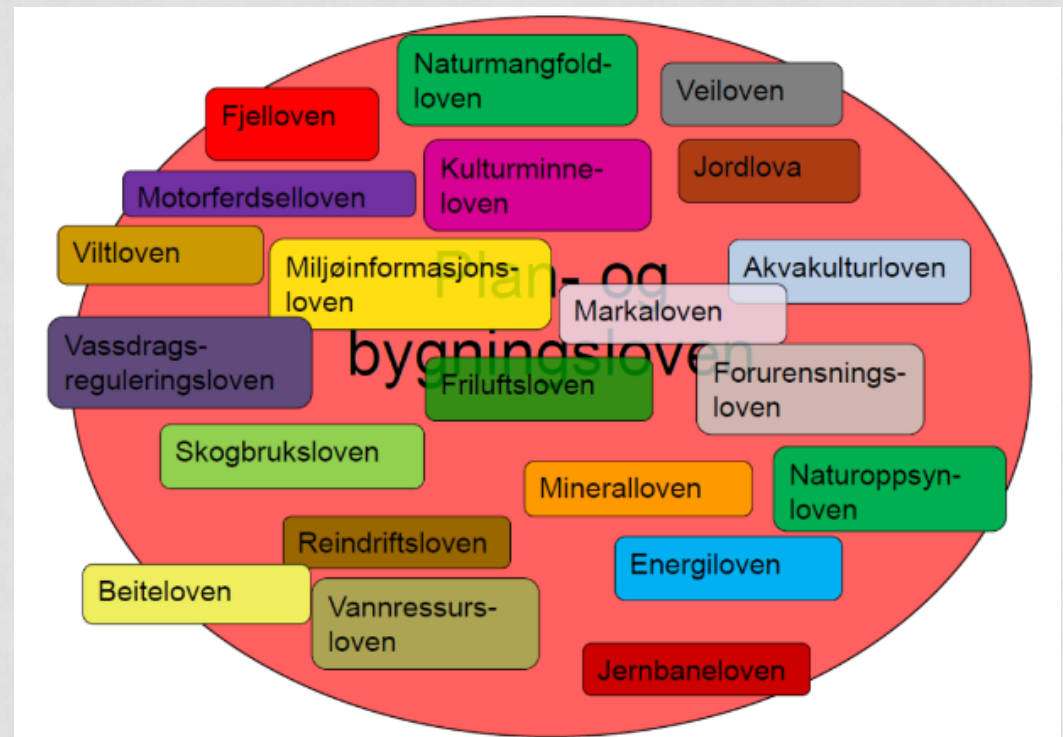 Naturmangfold-
loven
Veiloven
Fjelloven
Kulturminne-
loven
Jordlova
Motorferdselloven
Viltloven
Miljøinformasjons-
loven
Plan- og
bygningsloven
Akvakulturloven
Markaloven
Vassdrags-
reguleringsloven
Friluftsloven
Forurensnings-
loven
Skogbruksloven
Mineralloven
Naturoppsyn-
loven
Reindriftsloven
Energiloven
Beiteloven
Vannressurs-
loven
Jernbaneloven